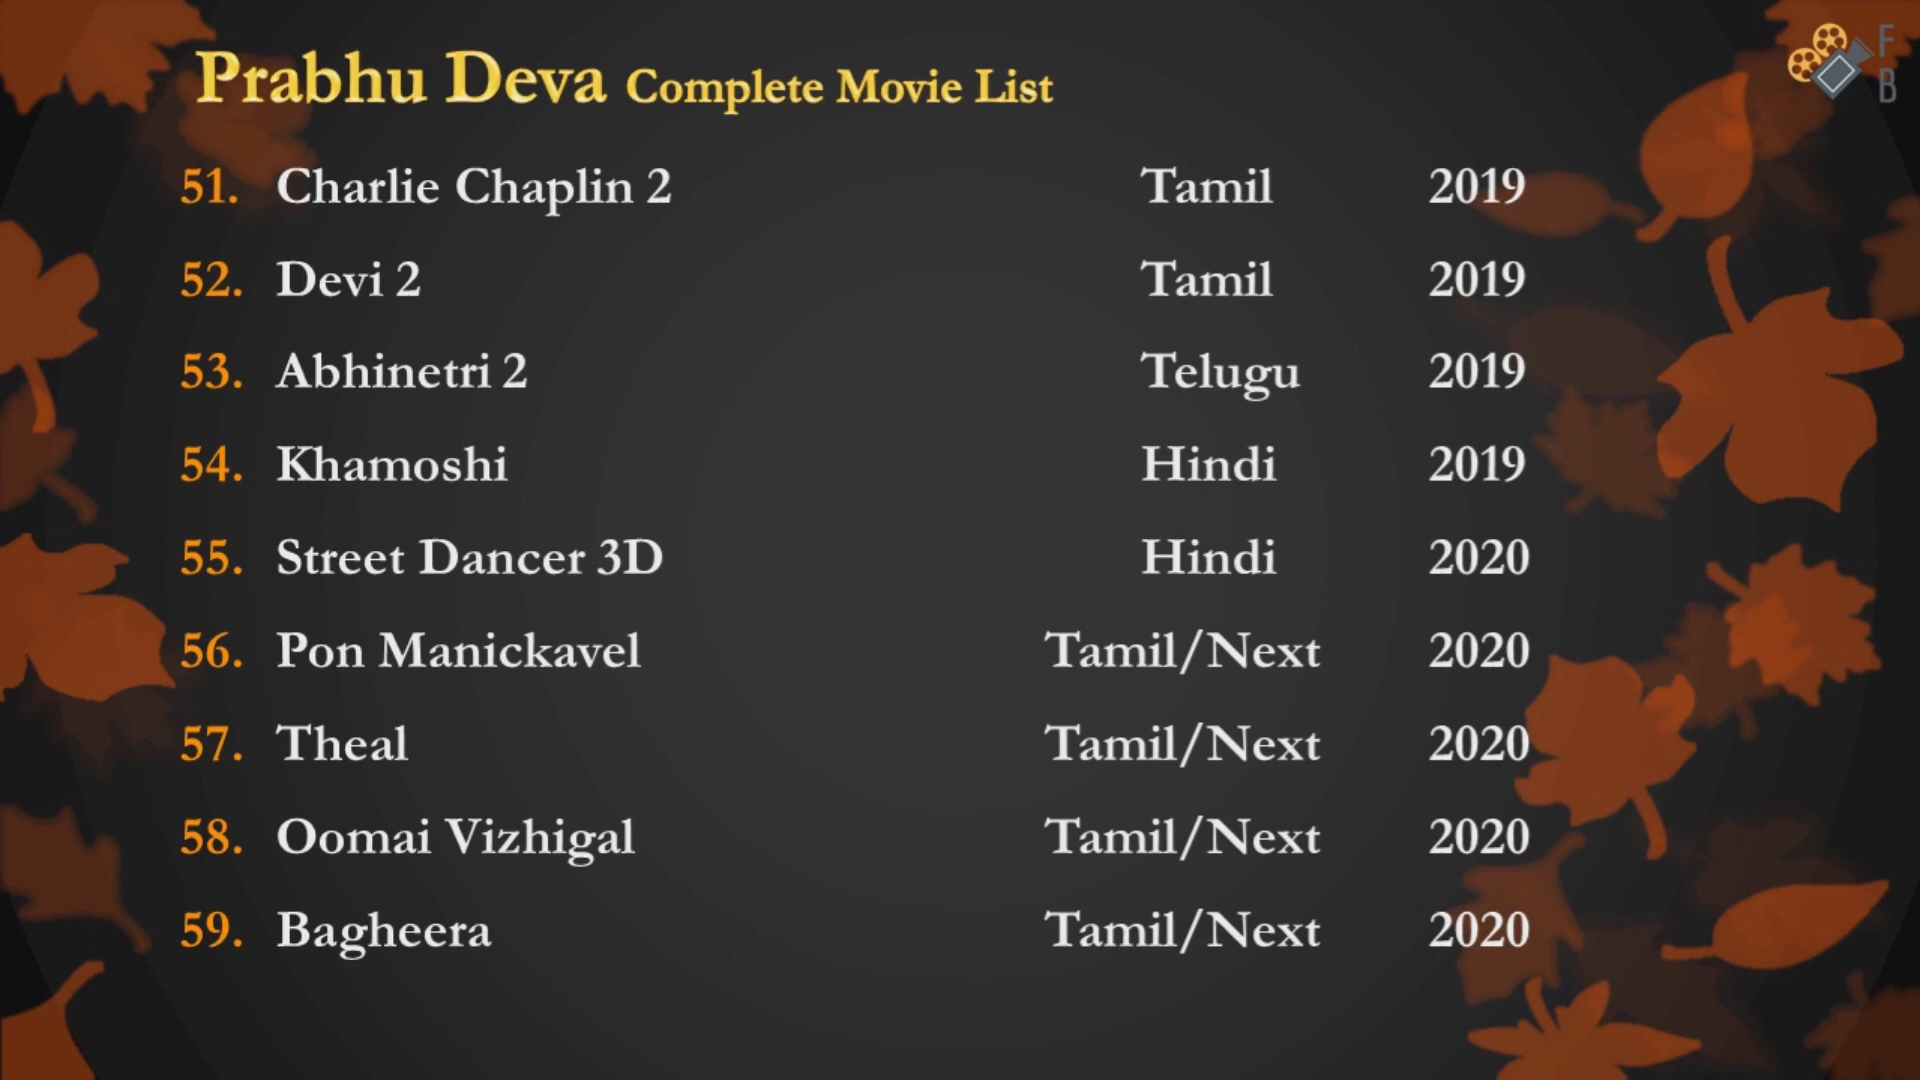 Prabhu Deva Complete Movie List
F
B
51. Charlie Chaplin 2 Tamil 2019
52. Devi 2 Tamil 2019
53. Abhinetri 2 Telugu 2019
54. Khamoshi Hindi 2019
55. Street Dancer 3D Hindi 2020
56. Pon Manickavel Tamil/Next 2020
57. Theal Tamil/Next 2020
58. Oomai Vizhigal Tamil/Next 2020
59. Bagheera Tamil/Next 2020